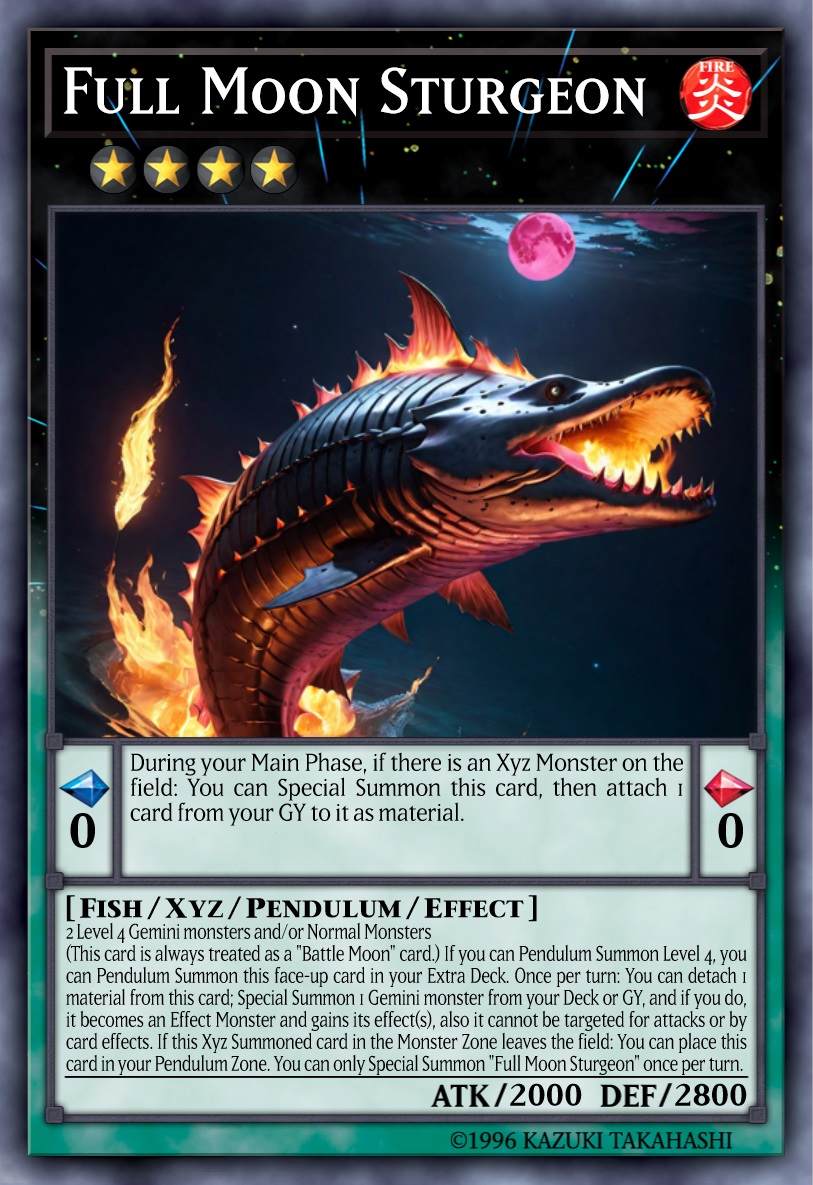 Full Moon Sturgeon
FIRE
炎
During your Main Phase, if there is an Xyz Monster on the
field: You can Special Summon this card, then attach 1
card from your GY to it as material.
0
0
[ Fish / Xyz / Pendulum / Effect ]
2 Level 4 Gemini monsters and/or Normal Monsters
(This card is always treated as a "Battle Moon" card.) If you can Pendulum Summon Level 4, you
can Pendulum Summon this face-up card in your Extra Deck. Once per turn: You can detach 1
material from this card; Special Summon 1 Gemini monster from your Deck or GY, and if you do,
it becomes an Effect Monster and gains its effect(s), also it cannot be targeted for attacks or by
card effects. If this Xyz Summoned card in the Monster Zone leaves the field: You can place this
card in your Pendulum Zone. You can only Special Summon "Full Moon Sturgeon" once per turn.
ATK/2000 DEF/2800
©1996 KAZUKI TAKAHASHI